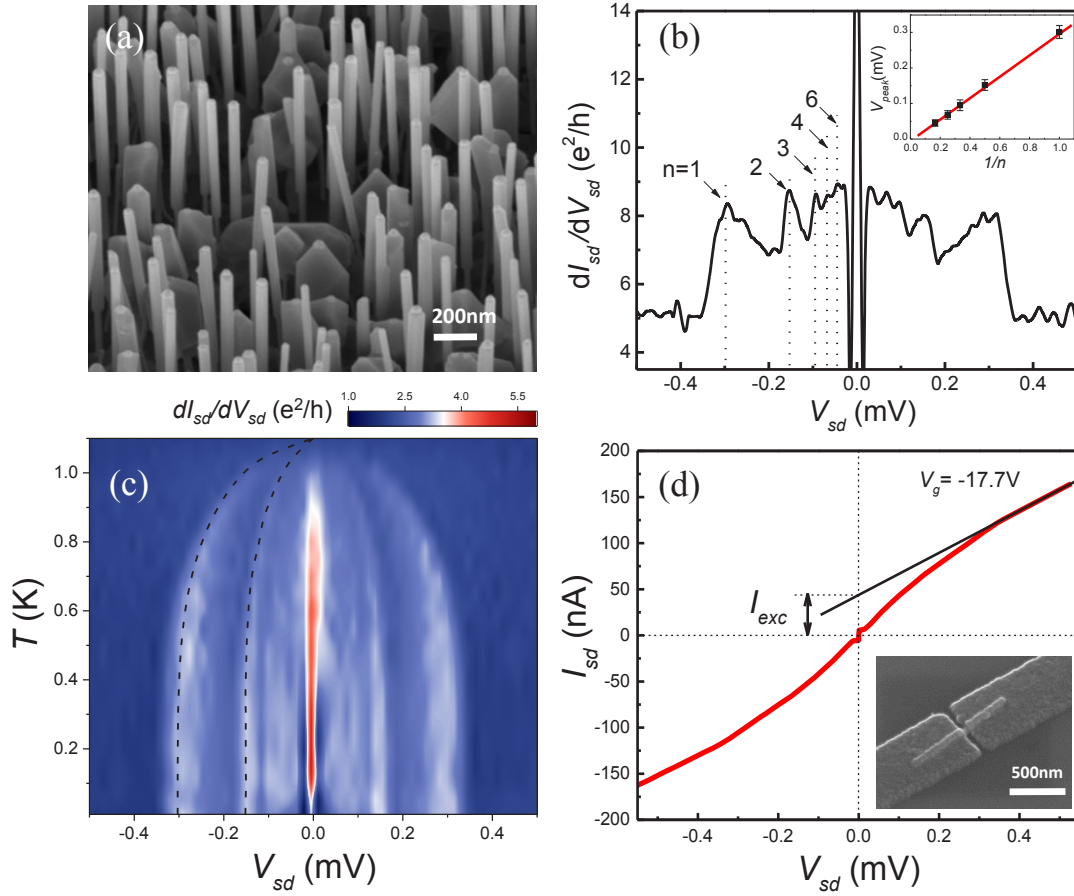 (a)
200nm
(b)
dI_sd/dV_sd (e²/h)
14
12
10
8
6
4
n=1
2
3
4
6
-0.4
-0.2
0.0
0.2
0.4
V_sd (mV)
V_peak(mV)
0.3
0.1
0.0
0.0
0.2
0.4
0.6
0.8
1.0
1/n
dI_sd/dV_sd (e²/h)
1.0
2.5
4.0
5.5
(c)
T (K)
1.0
0.8
0.6
0.4
0.2
-0.4
-0.2
0.0
0.2
0.4
V_sd (mV)
(d)
V_g= -17.7V
I_exc
I_sd (nA)
200
150
100
50
0
-50
-100
-150
-200
-0.4
-0.2
0.0
0.2
0.4
V_sd (mV)
500nm